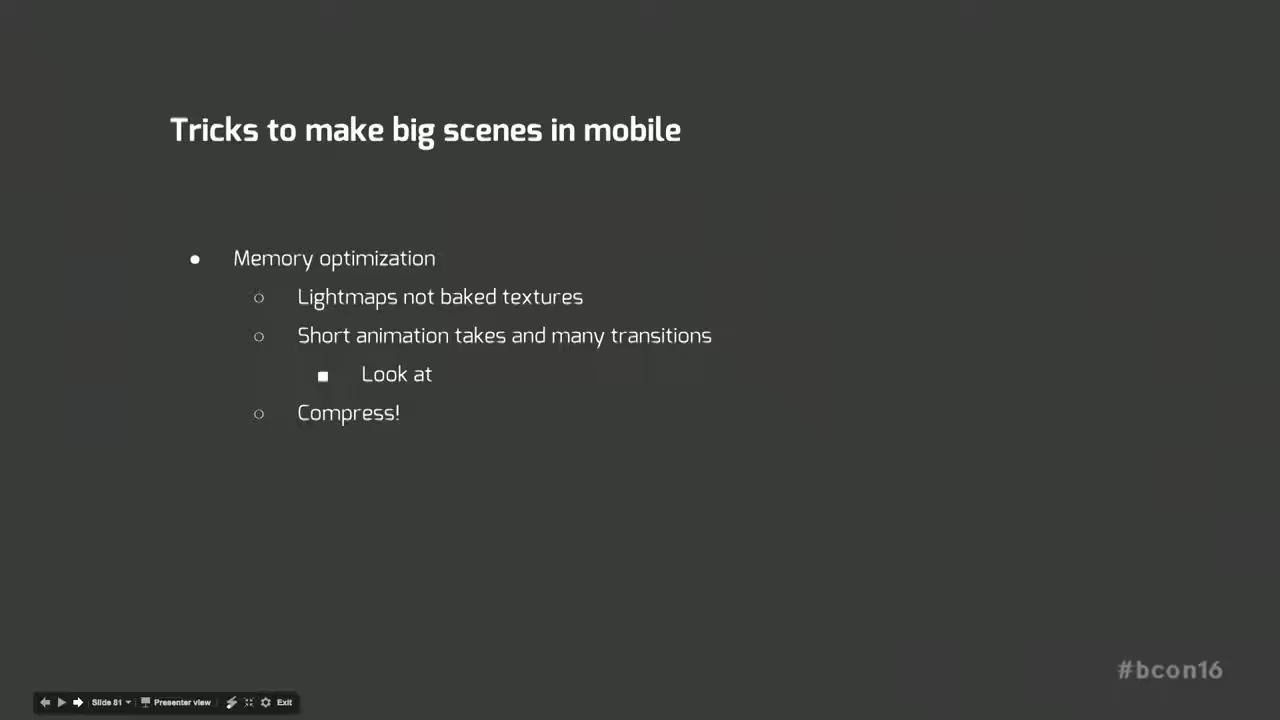 Tricks to make big scenes in mobile
● Memory optimization
○ Lightmaps not baked textures
○ Short animation takes and many transitions
■ Look at
○ Compress!
#bcon16
Slide 81 Presenter view Exit